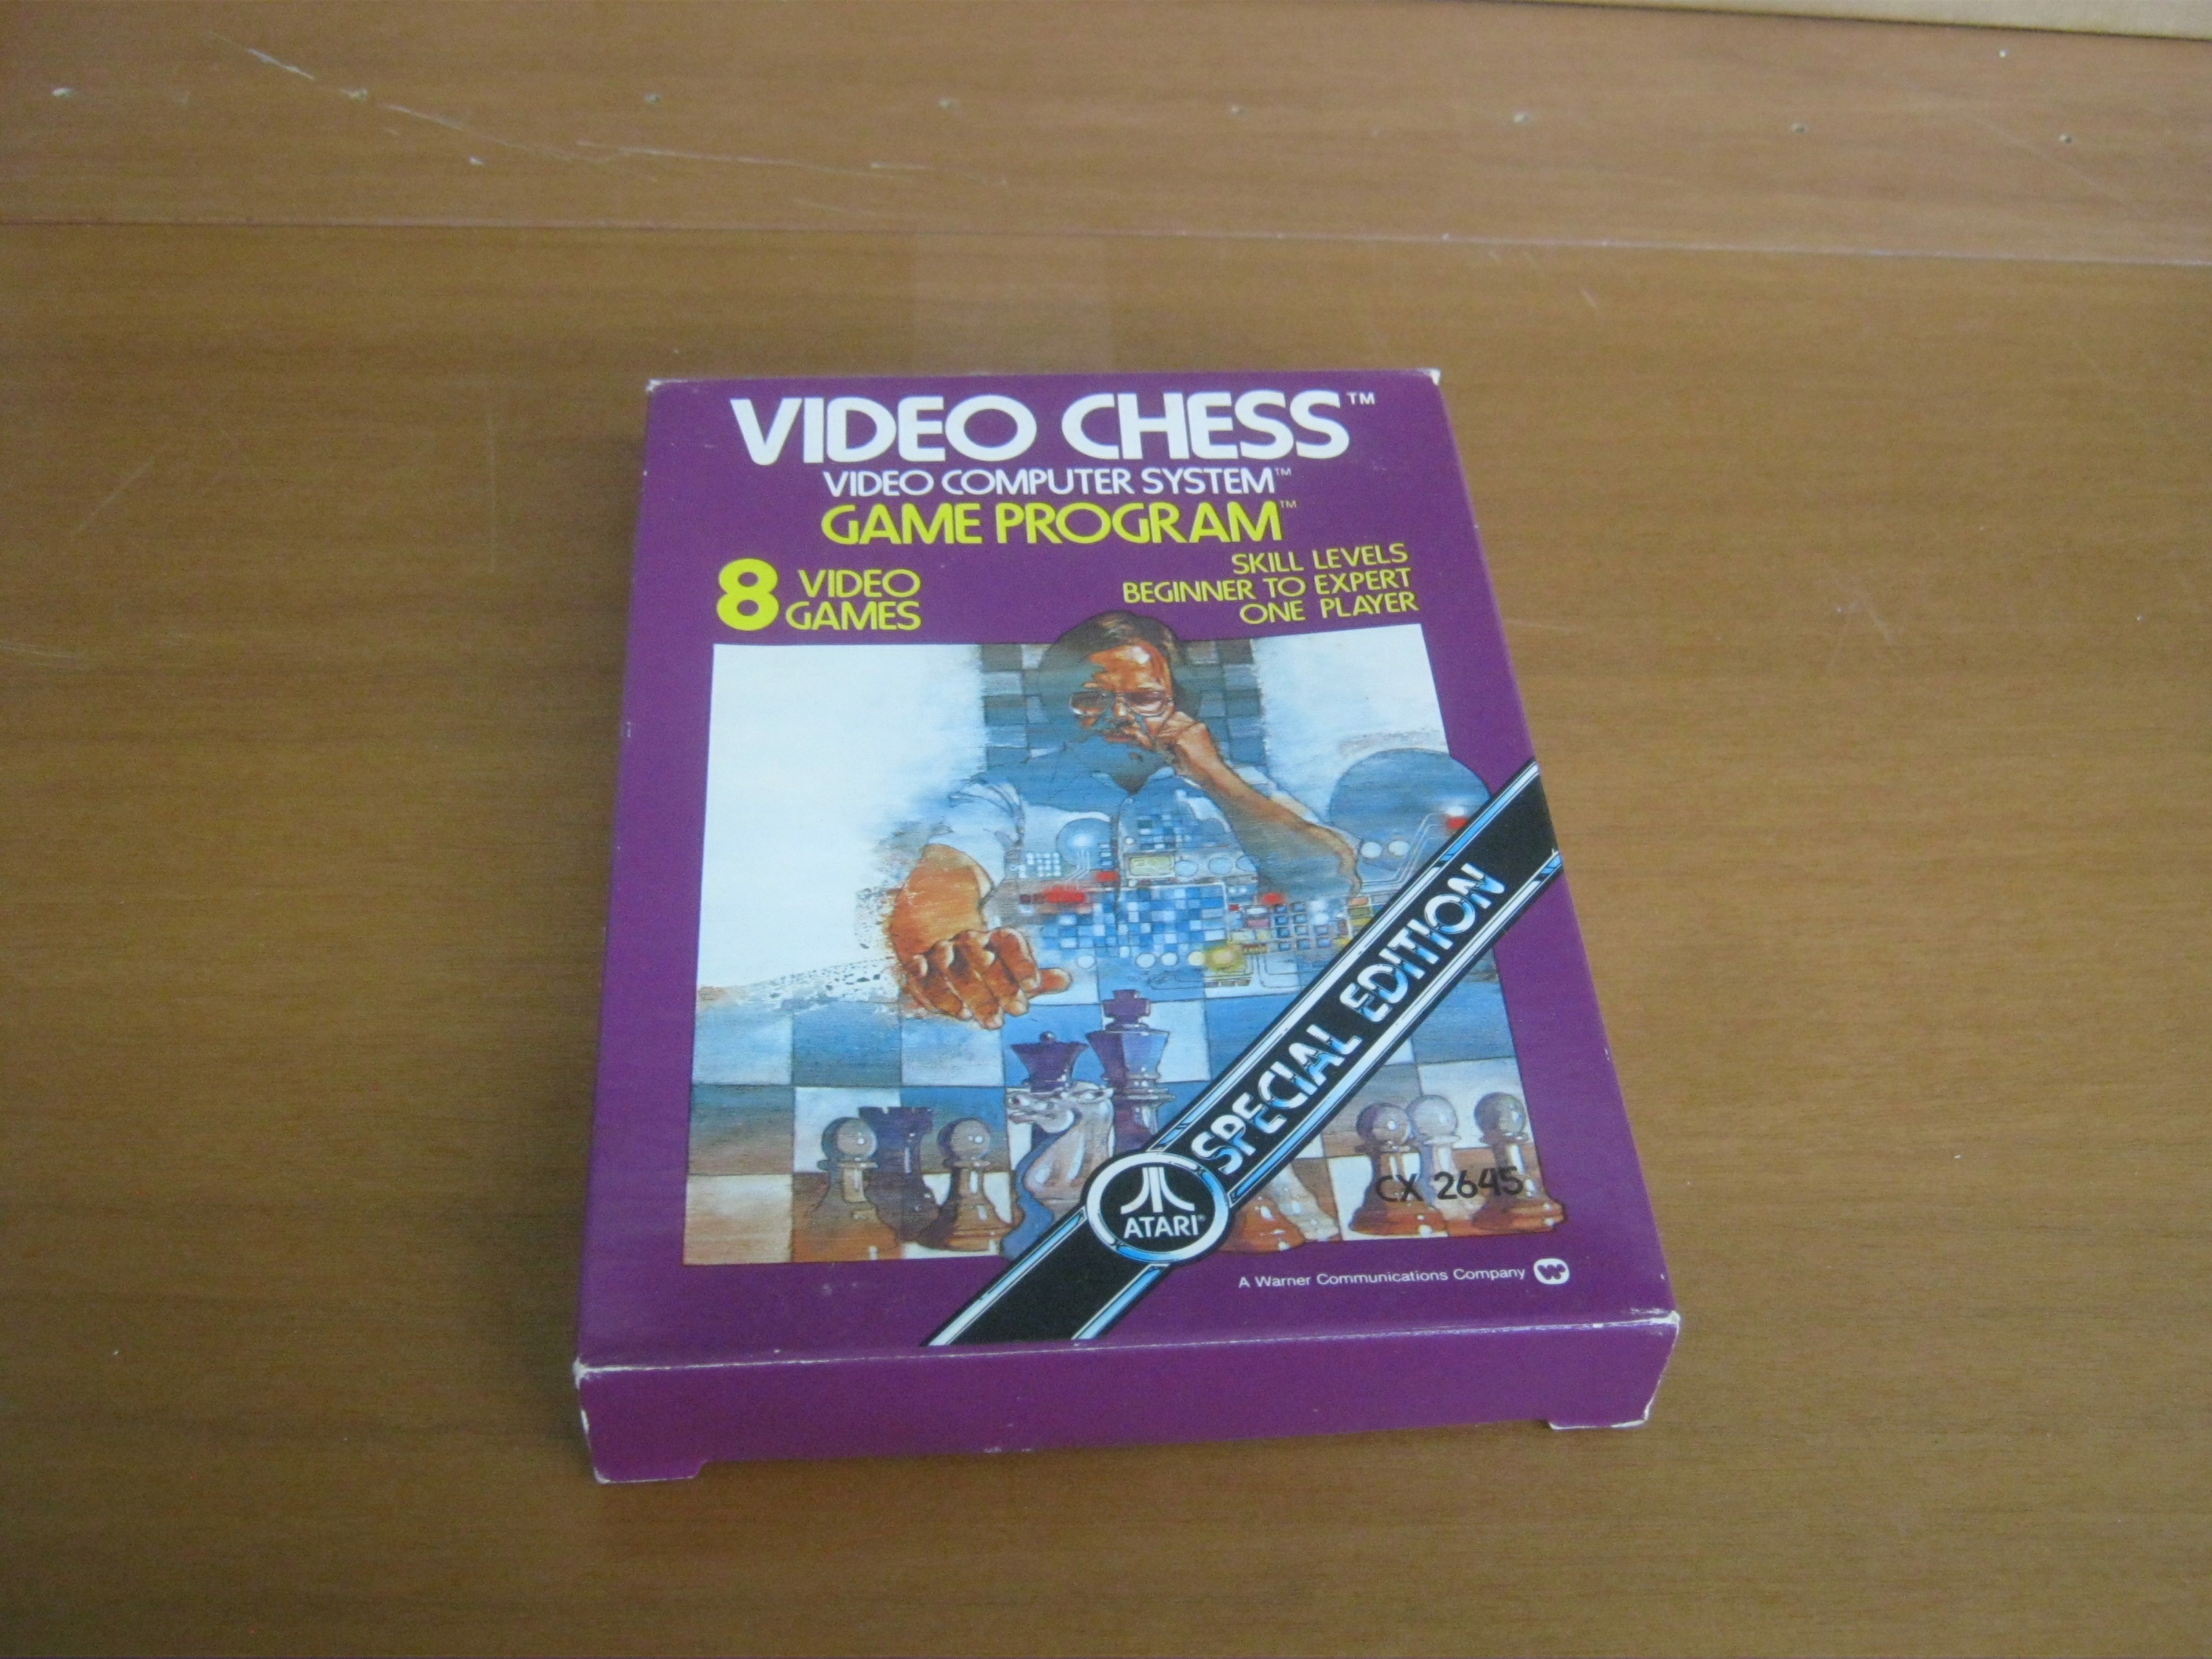 VIDEO CHESS™
VIDEO COMPUTER SYSTEM™
GAME PROGRAM™
8 VIDEO GAMES
SKILL LEVELS
BEGINNER TO EXPERT
ONE PLAYER
SPECIAL EDITION
CX 2645
ATARI®
A Warner Communications Company